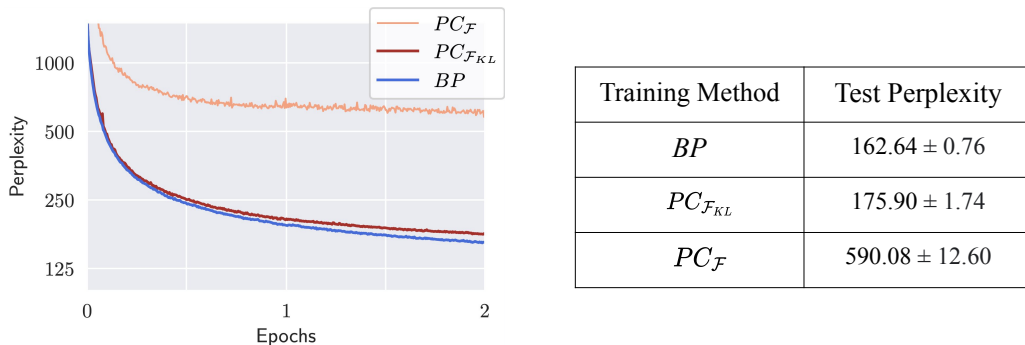 PC_F
PC_F_KL
BP
1000
500
250
125
Perplexity
0 1 2
Epochs
Training Method Test Perplexity
BP 162.64 ± 0.76
PC_F_KL 175.90 ± 1.74
PC_F 590.08 ± 12.60